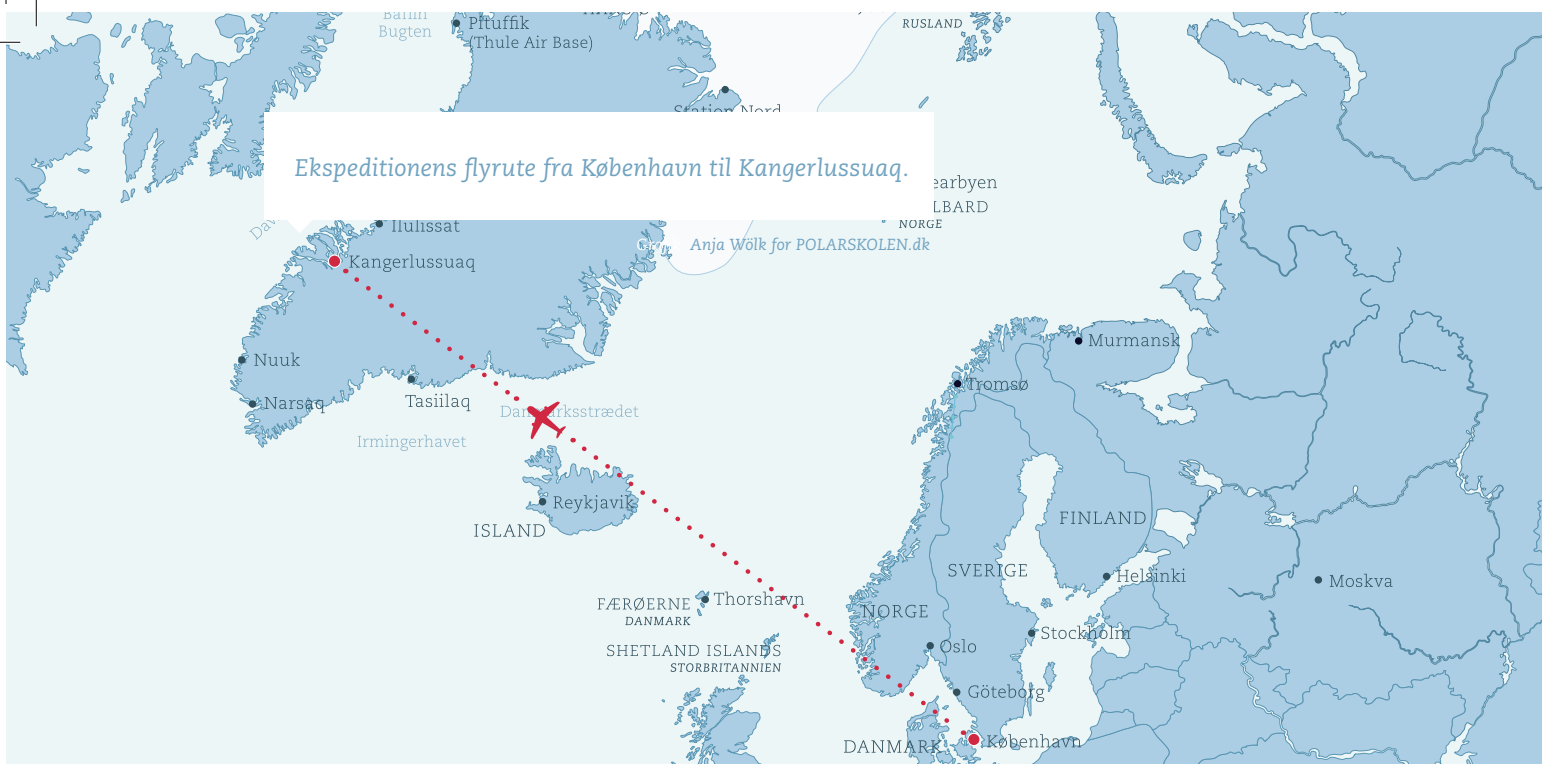 Baffin
Bugten
Pituffik
(Thule Air Base)
RUSLAND
Station Nord
Ekspeditionens flyrute fra København til Kangerlussuaq.
NORGE
Ilulissat
Anja Wölk for POLARSKOLEN.dk
Kangerlussuaq
Murmansk
Nuuk
Tromsø
Narsaq
Tasiilaq
Danmarksstrædet
Irmingerhavet
Reykjavik
ISLAND
FINLAND
SVERIGE
Helsinki
Moskva
FÆRØERNE
DANMARK
Thorshavn
NORGE
Stockholm
SHETLAND ISLANDS
STORBRITANNIEN
Oslo
Göteborg
DANMARK
København